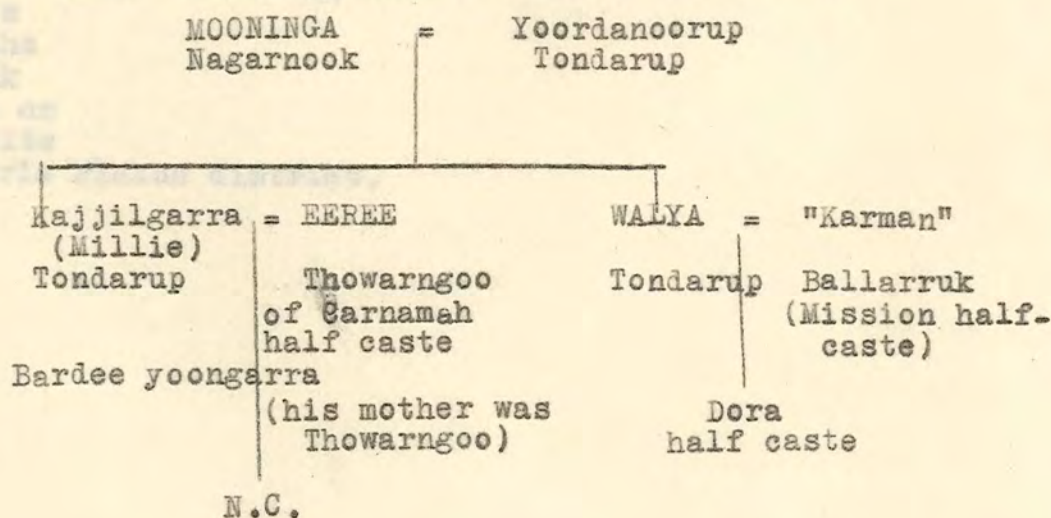 MOONINGA = Yoordanoorup
Nagarnook Tondarup
Kajjilgarra = EEREE WALYA = "Karman"
(Millie)
Tondarup Thowarngoo Tondarup Ballarruk
of Carnamah (Mission half-
half caste caste)
Bardee yoongarra
(his mother was Dora
Thowarngoo) half caste
N.C.